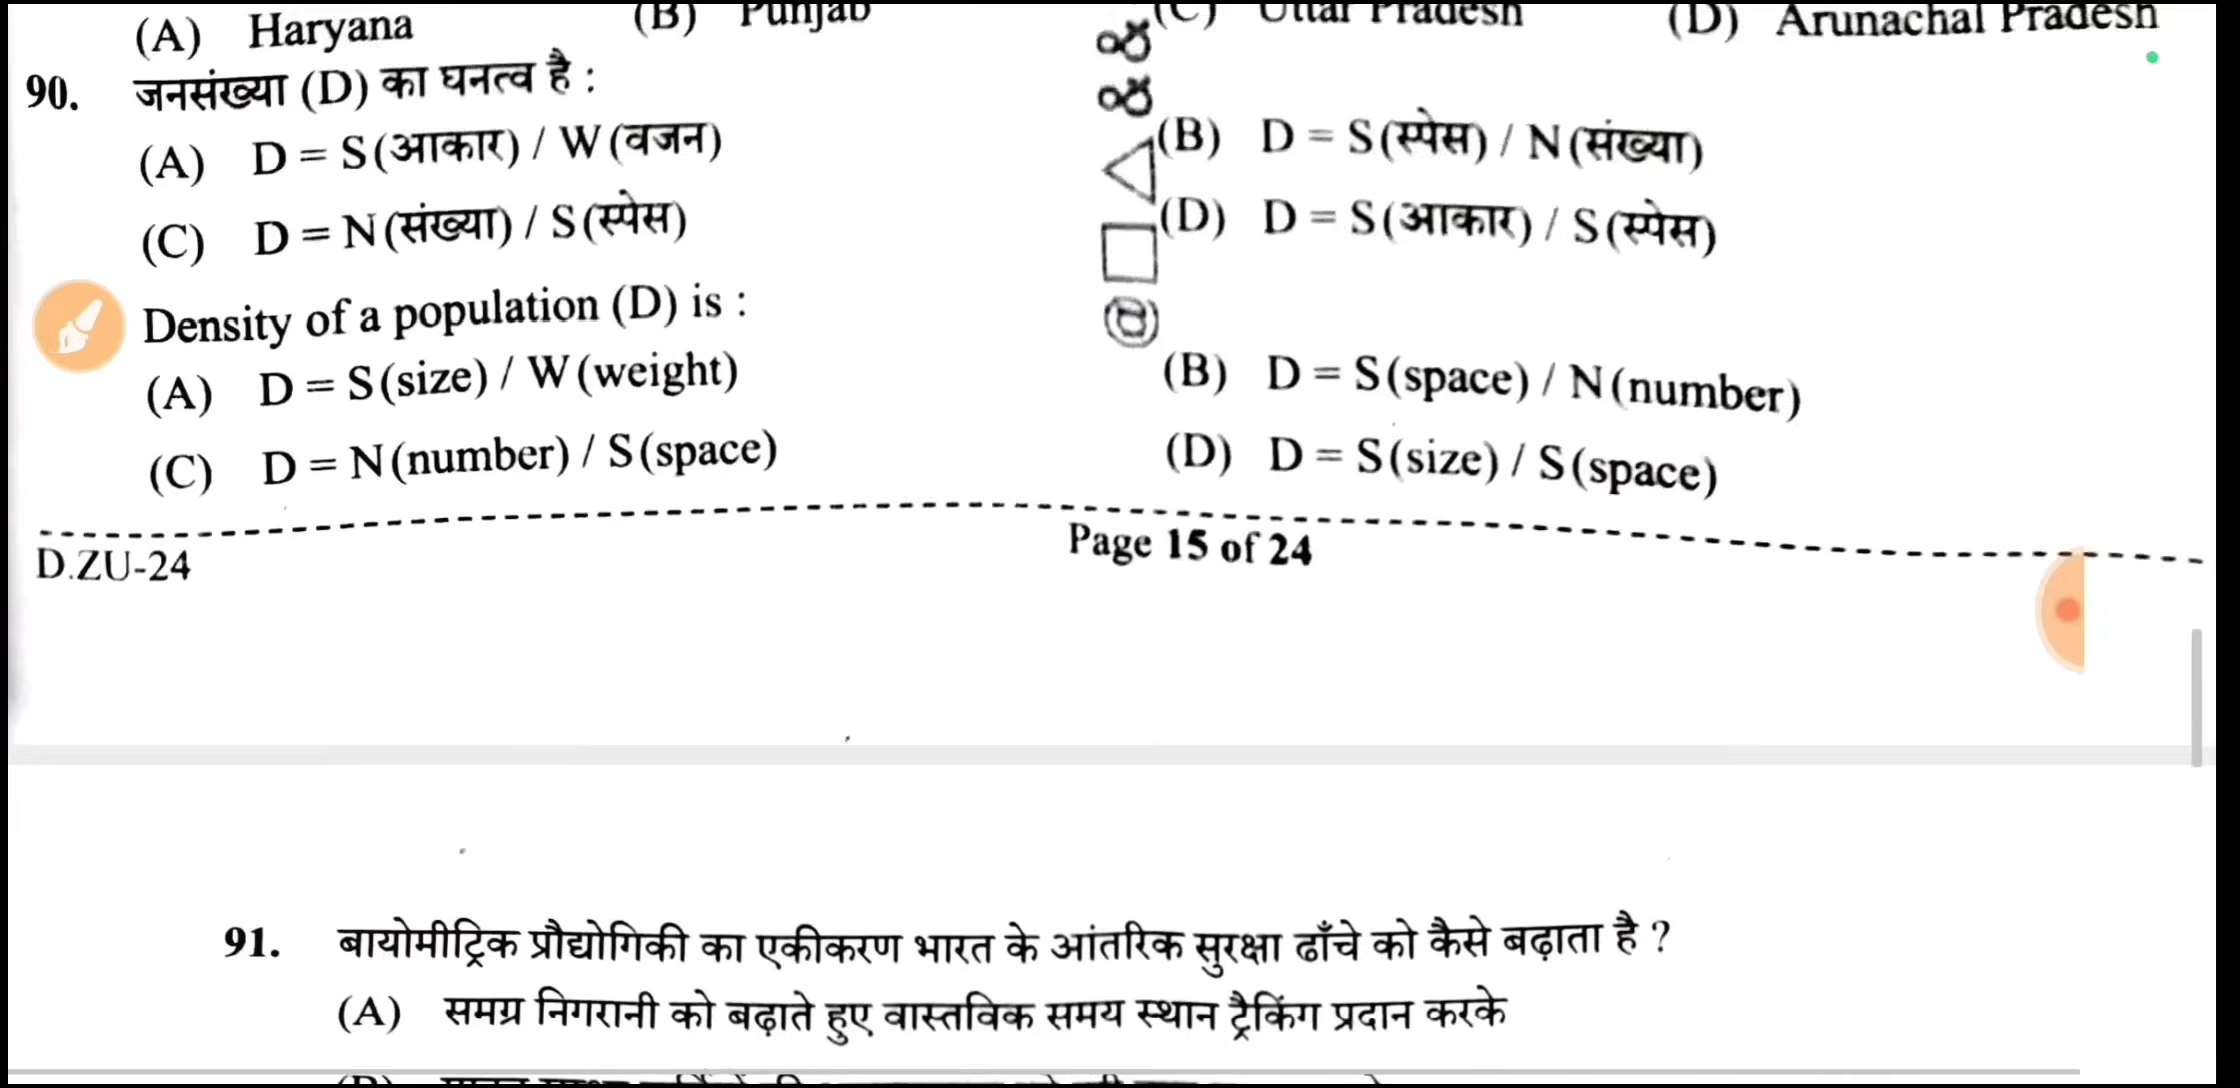 (A) Haryana (B) Punjab (C) Uttar Pradesh (D) Arunachal Pradesh
90. जनसंख्या (D) का घनत्व है :
(A) D = S (आकार) / W (वजन) (B) D = S (स्पेस) / N (संख्या)
(C) D = N (संख्या) / S (स्पेस) (D) D = S (आकार) / S (स्पेस)
Density of a population (D) is :
(A) D = S (size) / W (weight) (B) D = S (space) / N (number)
(C) D = N (number) / S (space) (D) D = S (size) / S (space)
D.ZU-24 Page 15 of 24
91. बायोमीट्रिक प्रौद्योगिकी का एकीकरण भारत के आंतरिक सुरक्षा ढाँचे को कैसे बढ़ाता है ?
(A) समग्र निगरानी को बढ़ाते हुए वास्तविक समय स्थान ट्रैकिंग प्रदान करके